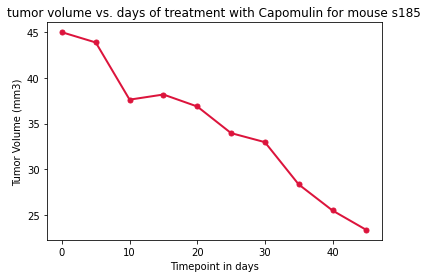 tumor volume vs. days of treatment with Capomulin for mouse s185
45
40
35
30
25
Tumor Volume (mm3)
0 10 20 30 40
Timepoint in days